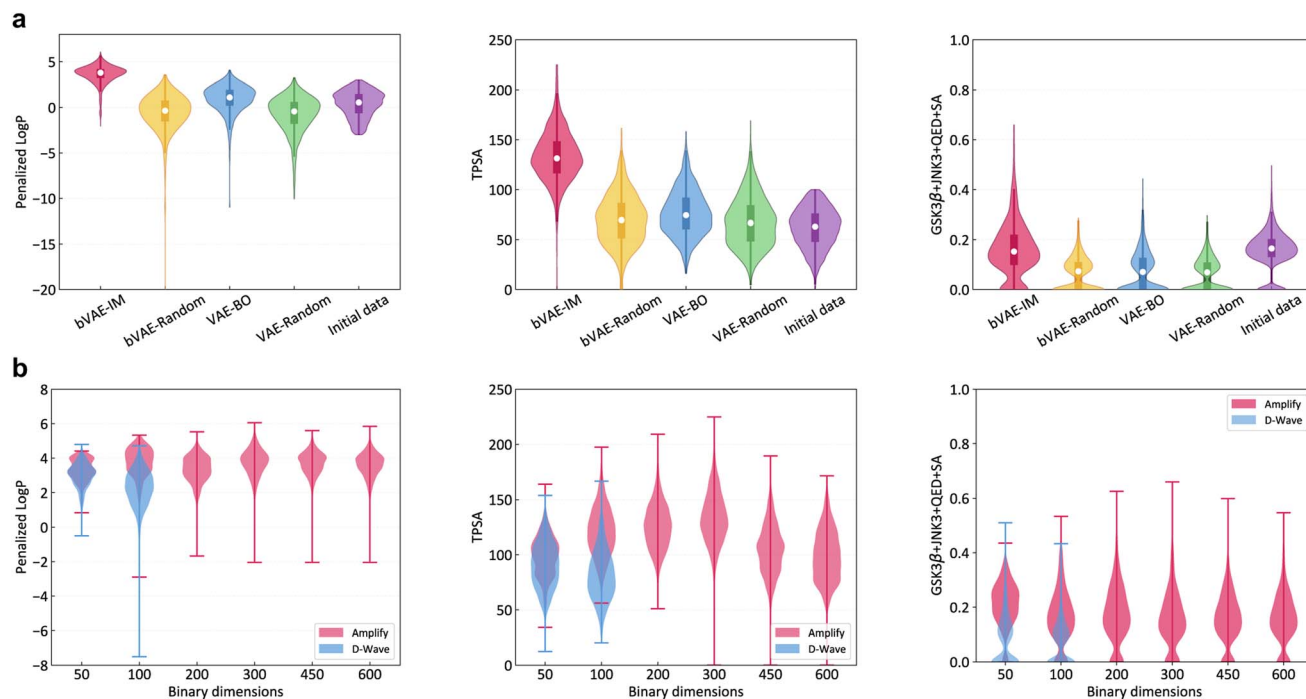 a
Penalized LogP
5
0
−5
−10
−15
−20
bVAE-IM
bVAE-Random
VAE-BO
VAE-Random
Initial data
TPSA
250
200
150
100
50
0
bVAE-IM
bVAE-Random
VAE-BO
VAE-Random
Initial data
GSK3β+JNK3+QED+SA
1.0
0.8
0.6
0.4
0.2
0.0
bVAE-IM
bVAE-Random
VAE-BO
VAE-Random
Initial data
b
Penalized LogP
8
6
4
2
0
−2
−4
−6
−8
Amplify
D-Wave
50 100 200 300 450 600
Binary dimensions
TPSA
250
200
150
100
50
0
Amplify
D-Wave
50 100 200 300 450 600
Binary dimensions
GSK3β+JNK3+QED+SA
1.0
0.8
0.6
0.4
0.2
0.0
Amplify
D-Wave
50 100 200 300 450 600
Binary dimensions